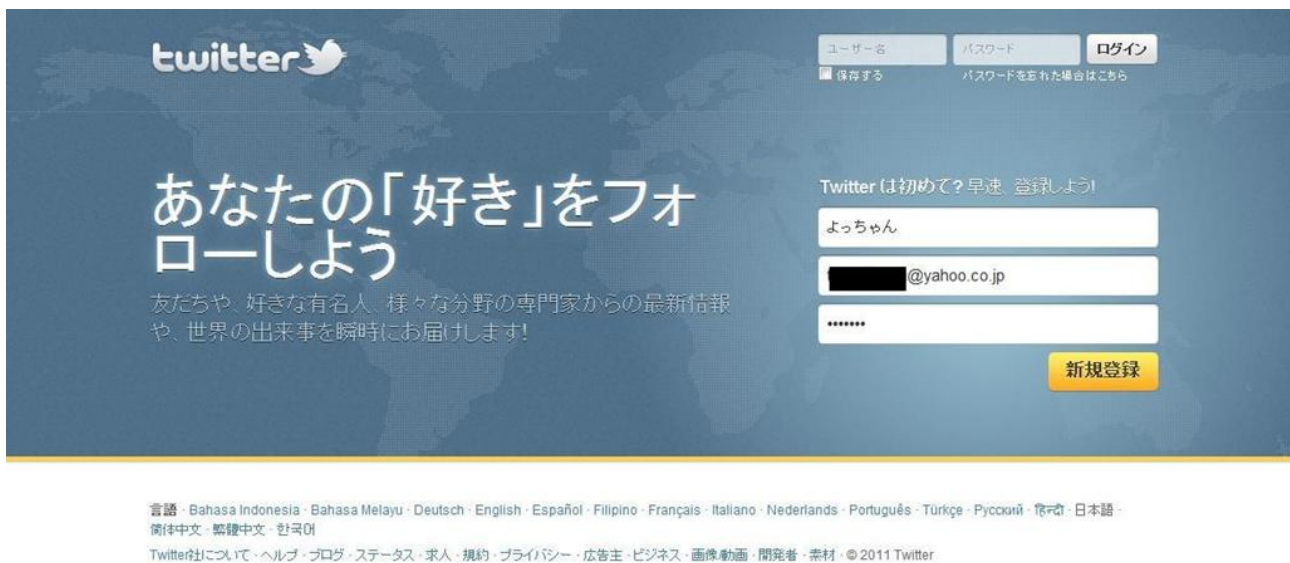 twitter
ユーザー名 パスワード ログイン
保存する パスワードを忘れた場合はこちら
あなたの「好き」をフォ
ローしよう
友だちや、好きな有名人、様々な分野の専門家からの最新情報
や、世界の出来事を瞬時にお届けします!
Twitter は初めて? 早速、登録しよう!
よっちゃん
@yahoo.co.jp
•••••••
新規登録
言語 · Bahasa Indonesia · Bahasa Melayu · Deutsch · English · Español · Filipino · Français · Italiano · Nederlands · Português · Türkçe · Русский · हिन्दी · 日本語 ·
简体中文 · 繁體中文 · 한국어
Twitter社について · ヘルプ · ブログ · ステータス · 求人 · 規約 · プライバシー · 広告主 · ビジネス · 画像/動画 · 開発者 · 素材 · © 2011 Twitter